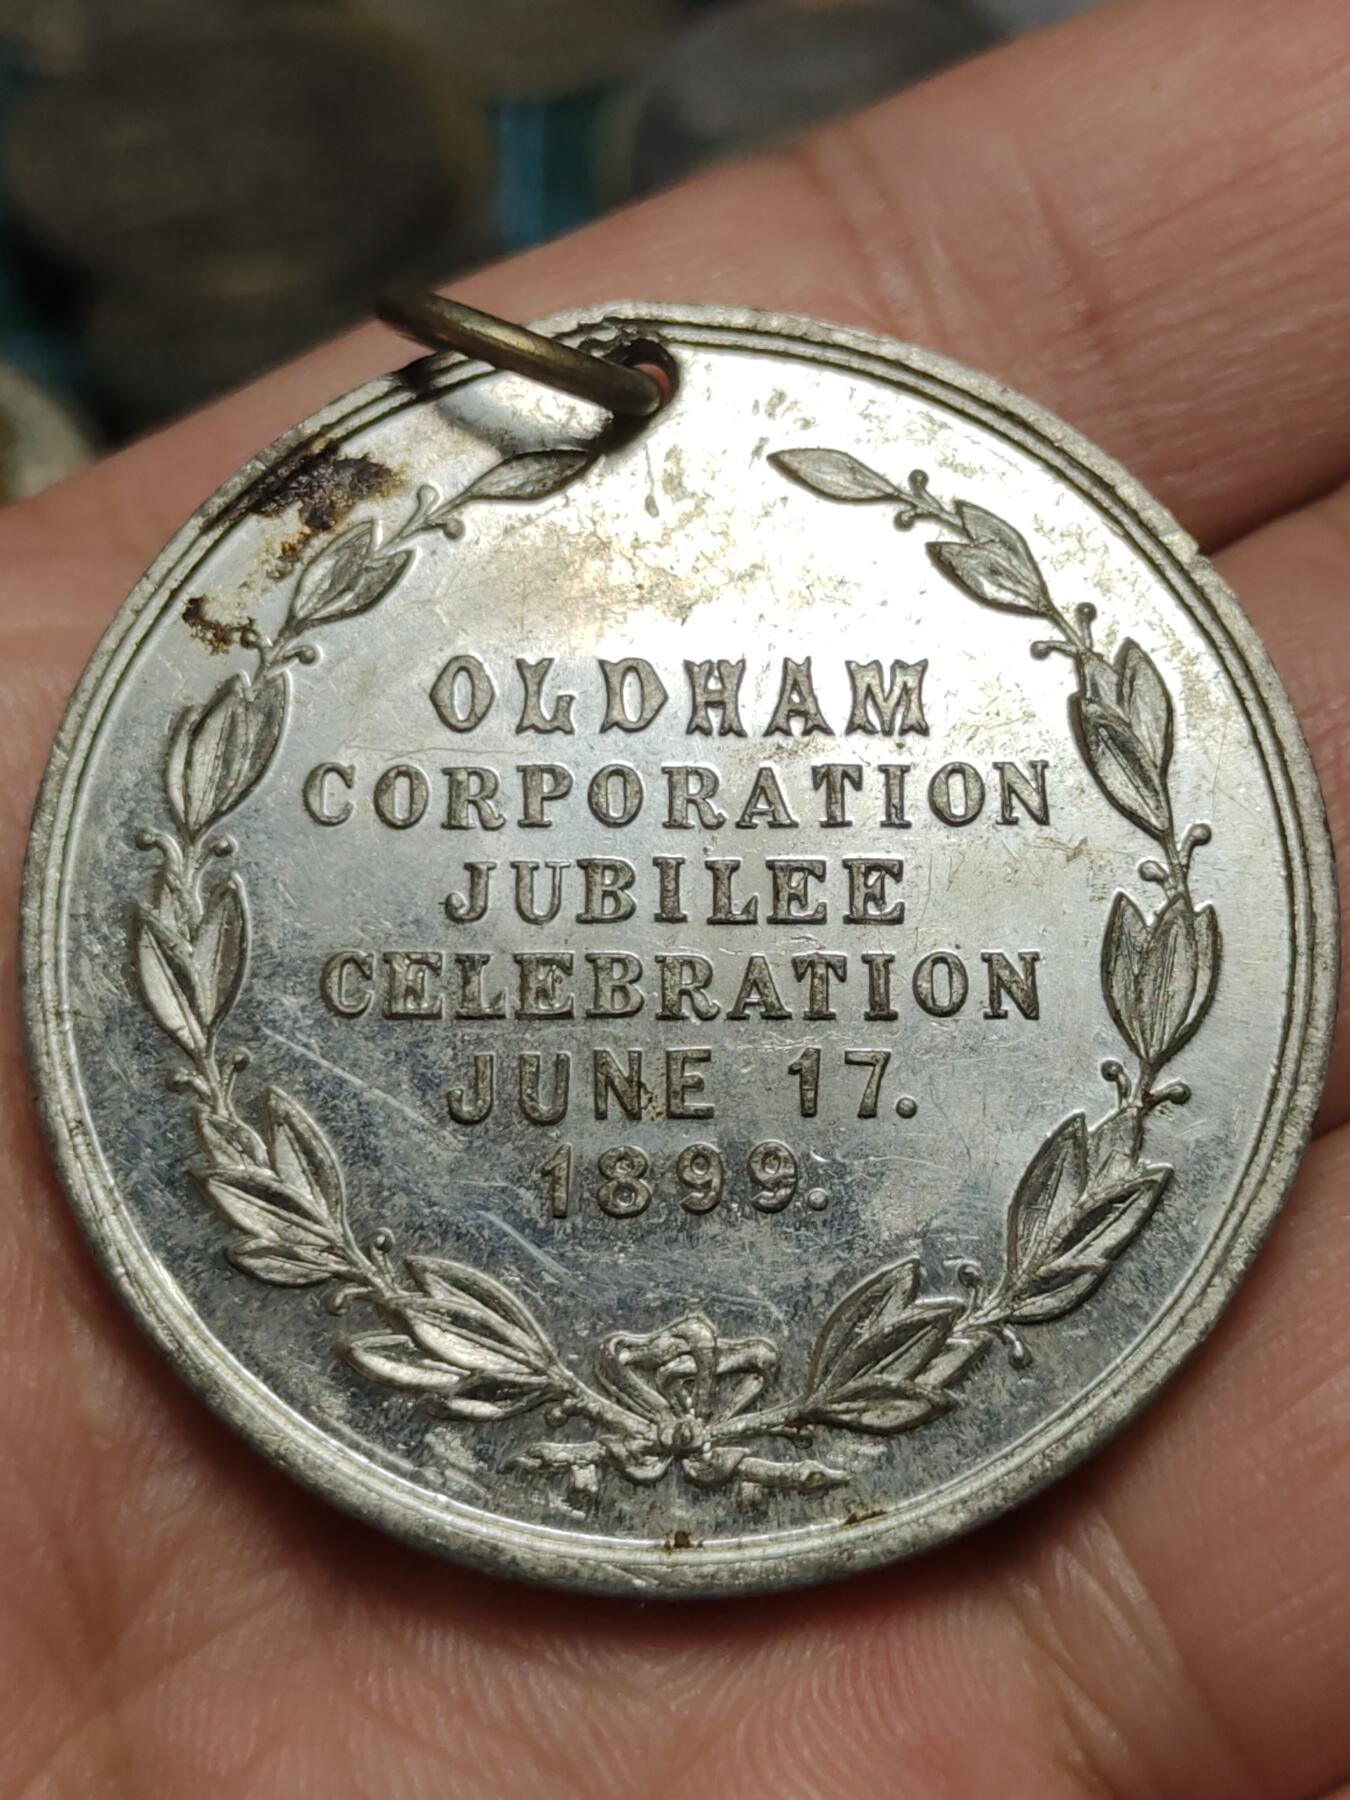 OLDHAM
CORPORATION
JUBILEE
CELEBRATION
JUNE 17.
1899.